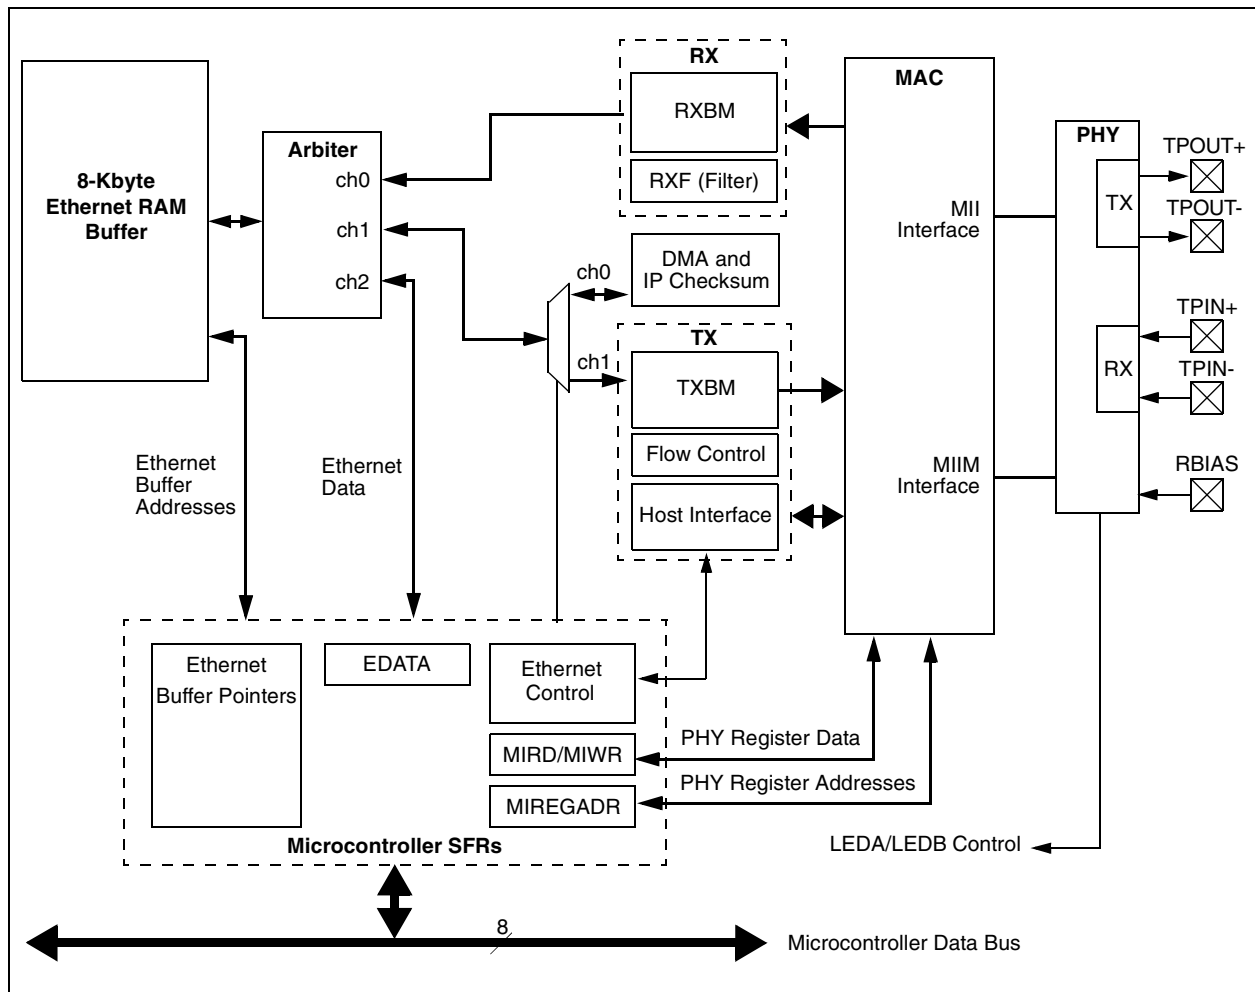 8-Kbyte
Ethernet RAM
Buffer
Arbiter
ch0
ch1
ch2
RX
RXBM
RXF (Filter)
DMA and
IP Checksum
ch0
ch1
TX
TXBM
Flow Control
Host Interface
MAC
MII
Interface
MIIM
Interface
PHY
TX
RX
TPOUT+
TPOUT-
TPIN+
TPIN-
RBIAS
Ethernet
Buffer
Addresses
Ethernet
Data
Ethernet
Buffer Pointers
EDATA
Ethernet
Control
MIRD/MIWR
MIREGADR
Microcontroller SFRs
PHY Register Data
PHY Register Addresses
LEDA/LEDB Control
8
Microcontroller Data Bus